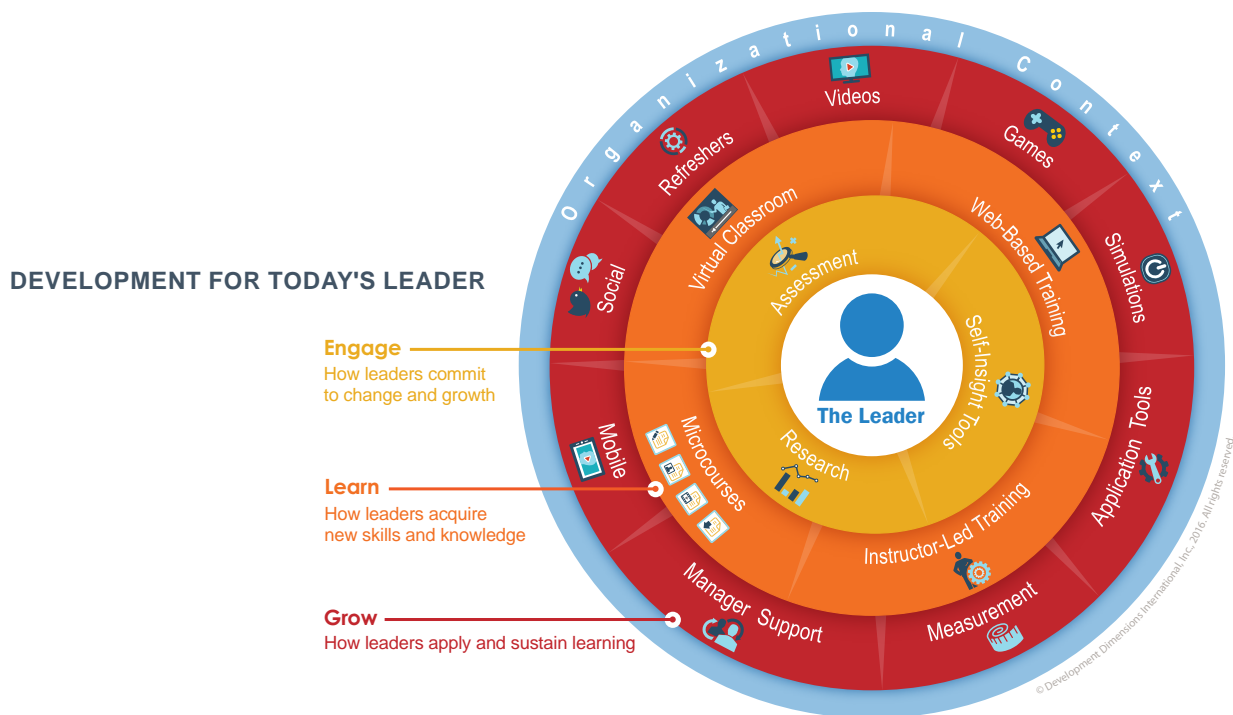 DEVELOPMENT FOR TODAY'S LEADER
Engage
How leaders commit
to change and growth
Learn
How leaders acquire
new skills and knowledge
Grow
How leaders apply and sustain learning
Organizational Context
Videos
Games
Simulations
Application Tools
Measurement
Manager Support
Mobile
Social
Refreshers
Virtual Classroom
Web-Based Training
Instructor-Led Training
Microcourses
Assessment
Self-Insight Tools
Research
The Leader
© Development Dimensions International, Inc., 2016. All rights reserved